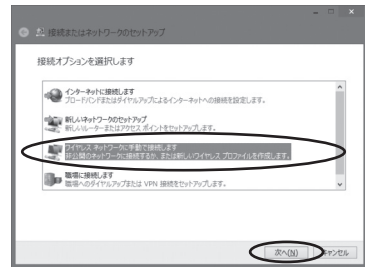 接続またはネットワークのセットアップ
接続オプションを選択します
インターネットに接続します
ブロードバンドまたはダイヤルアップによるインターネットへの接続を設定します。
新しいネットワークのセットアップ
新しいルーターまたはアクセス ポイントをセットアップします。
ワイヤレス ネットワークに手動で接続します
非公開のネットワークに接続するか、または新しいワイヤレス プロファイルを作成します。
職場に接続します
職場へのダイヤルアップまたは VPN 接続をセットアップします。
次へ(N)
キャンセル